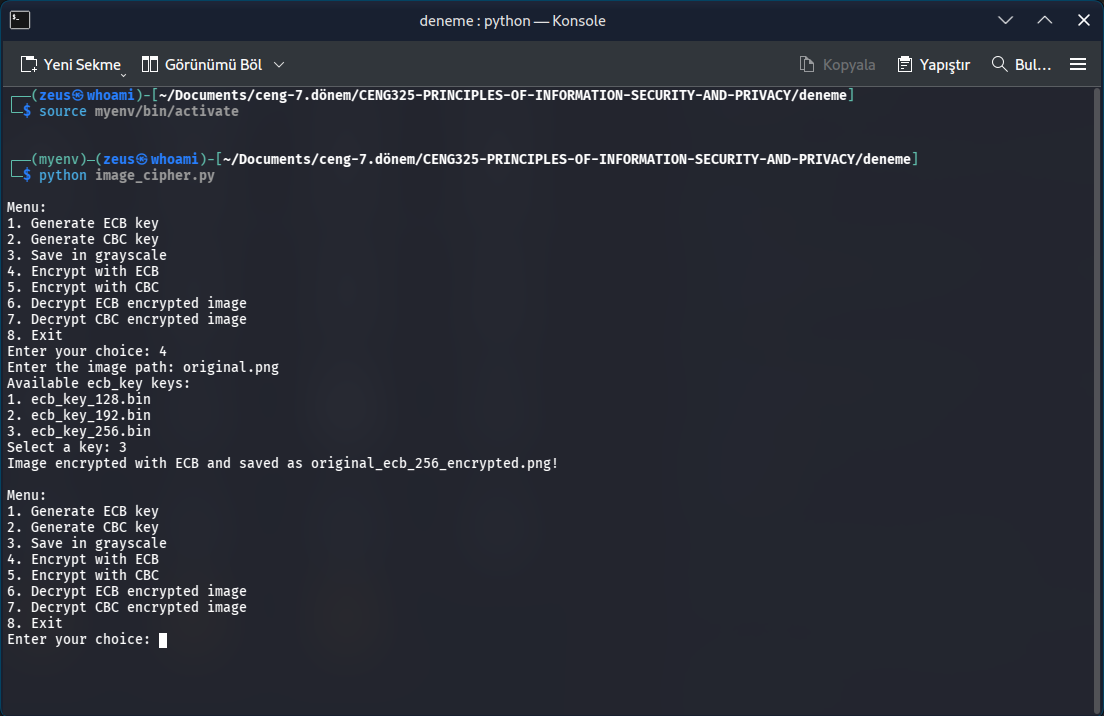 deneme : python — Konsole
Yeni Sekme Görünümü Böl Kopyala Yapıştır Bul...
┌──(zeus㉿whoami)-[~/Documents/ceng-7.dönem/CENG325-PRINCIPLES-OF-INFORMATION-SECURITY-AND-PRIVACY/deneme]
└─$ source myenv/bin/activate
┌──(myenv)─(zeus㉿whoami)-[~/Documents/ceng-7.dönem/CENG325-PRINCIPLES-OF-INFORMATION-SECURITY-AND-PRIVACY/deneme]
└─$ python image_cipher.py
Menu:
1. Generate ECB key
2. Generate CBC key
3. Save in grayscale
4. Encrypt with ECB
5. Encrypt with CBC
6. Decrypt ECB encrypted image
7. Decrypt CBC encrypted image
8. Exit
Enter your choice: 4
Enter the image path: original.png
Available ecb_key keys:
1. ecb_key_128.bin
2. ecb_key_192.bin
3. ecb_key_256.bin
Select a key: 3
Image encrypted with ECB and saved as original_ecb_256_encrypted.png!
Menu:
1. Generate ECB key
2. Generate CBC key
3. Save in grayscale
4. Encrypt with ECB
5. Encrypt with CBC
6. Decrypt ECB encrypted image
7. Decrypt CBC encrypted image
8. Exit
Enter your choice: